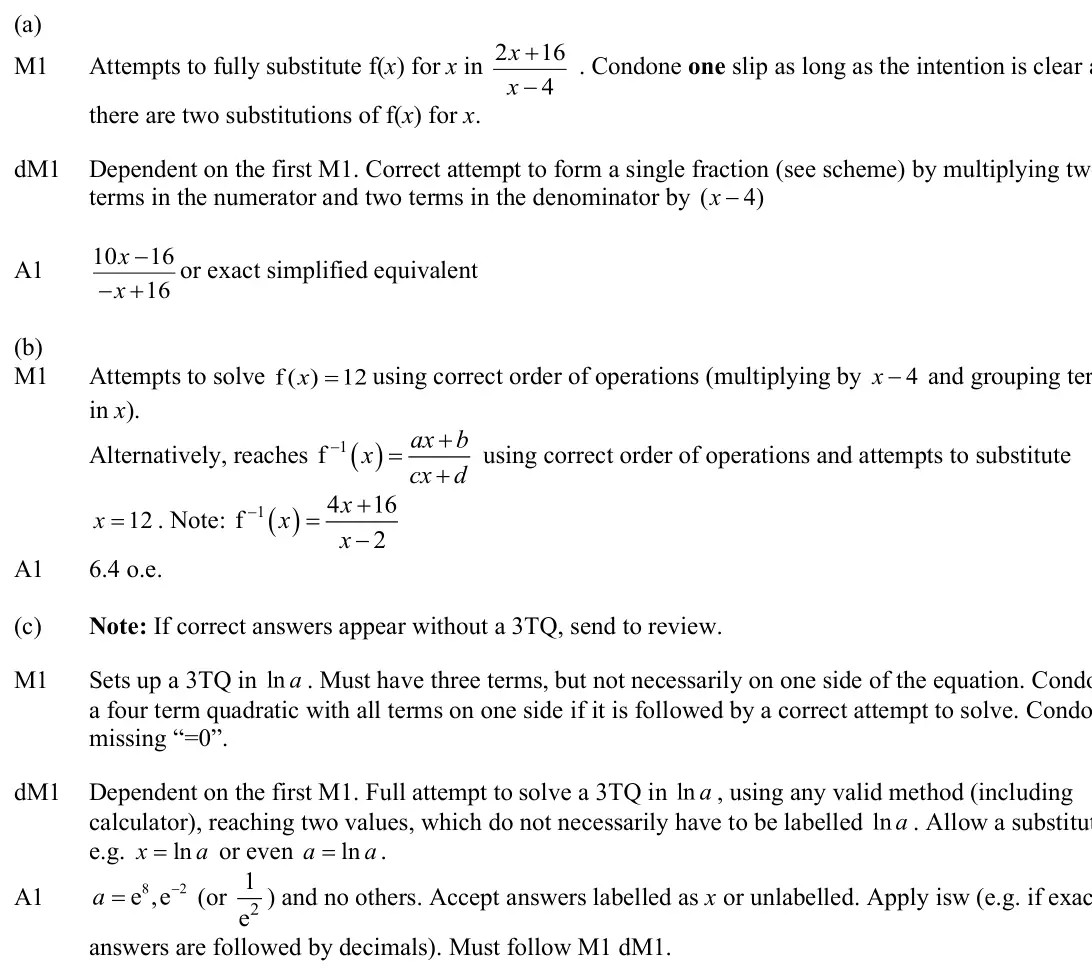 (a)
M1 Attempts to fully substitute f(x) for x in (2x + 16)/(x − 4) . Condone one slip as long as the intention is clear
there are two substitutions of f(x) for x.
dM1 Dependent on the first M1. Correct attempt to form a single fraction (see scheme) by multiplying
terms in the numerator and two terms in the denominator by (x − 4)
A1 (10x − 16)/(−x + 16) or exact simplified equivalent
(b)
M1 Attempts to solve f(x) = 12 using correct order of operations (multiplying by x − 4 and grouping
in x).
Alternatively, reaches f⁻¹(x) = (ax + b)/(cx + d) using correct order of operations and attempts to substitute
x = 12 . Note: f⁻¹(x) = (4x + 16)/(x − 2)
A1 6.4 o.e.
(c) Note: If correct answers appear without a 3TQ, send to review.
M1 Sets up a 3TQ in ln a . Must have three terms, but not necessarily on one side of the equation.
a four term quadratic with all terms on one side if it is followed by a correct attempt to solve.
missing “=0”.
dM1 Dependent on the first M1. Full attempt to solve a 3TQ in ln a , using any valid method (including
calculator), reaching two values, which do not necessarily have to be labelled ln a . Allow a
e.g. x = ln a or even a = ln a .
A1 a = e⁸, e⁻² (or 1/e²) and no others. Accept answers labelled as x or unlabelled. Apply isw (e.g. if
answers are followed by decimals). Must follow M1 dM1.